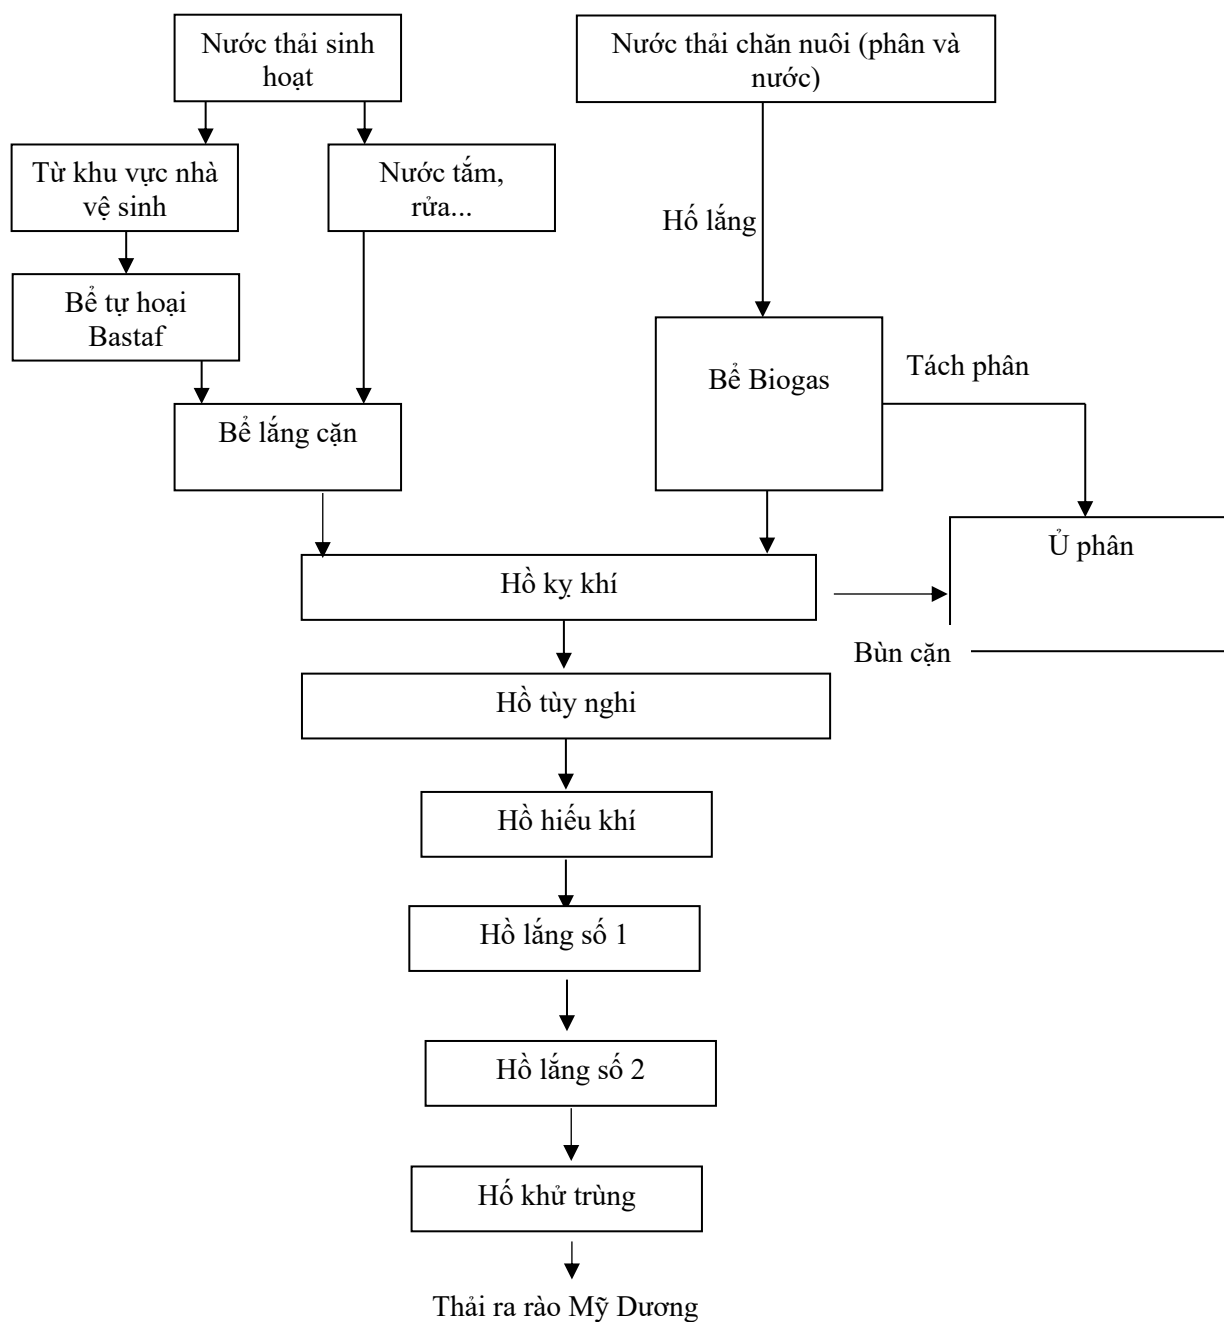 Nước thải sinh
hoạt
Nước thải chăn nuôi (phân và
nước)
Từ khu vực nhà
vệ sinh
Nước tắm,
rửa...
Hố lắng
Bể tự hoại
Bastaf
Bể Biogas
Tách phân
Bể lắng cặn
Ủ phân
Hồ kỵ khí
Bùn cặn
Hồ tùy nghi
Hồ hiếu khí
Hồ lắng số 1
Hồ lắng số 2
Hố khử trùng
Thải ra rào Mỹ Dương